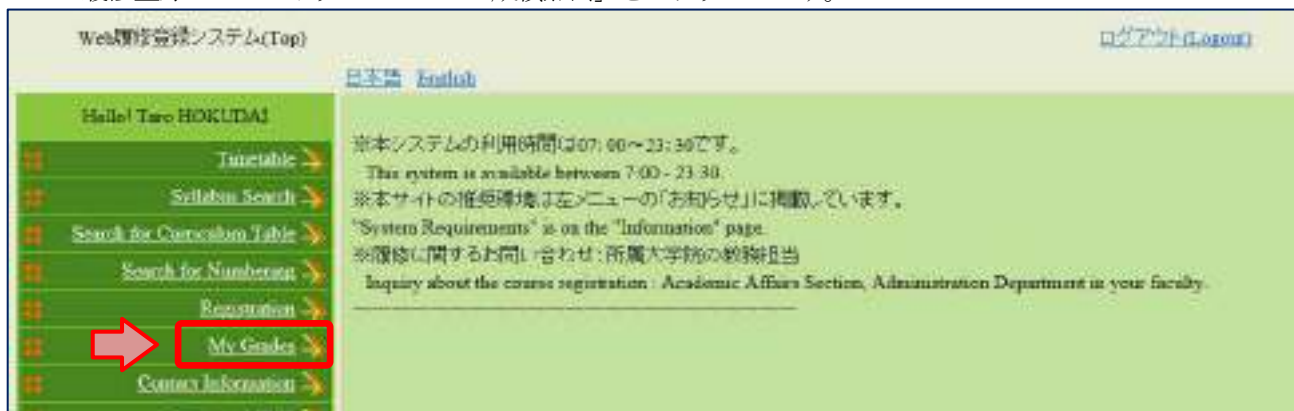 Web履修登録システム(Top)
ログアウト(Logout)
日本語 English
Hello! Taro HOKUDAI
Timetable
Syllabus Search
Search for Curriculum Table
Search for Numbering
Registration
My Grades
Contact Information
※本システムの利用時間は07:00～23:30です。
This system is available between 7:00 - 23:30.
※本サイトの推奨環境は左メニューの「お知らせ」に掲載しています。
"System Requirements" is on the "Information" page.
※履修に関するお問い合わせ:所属大学院の教務担当
Inquiry about the course registration : Academic Affairs Section, Administration Department in your faculty.